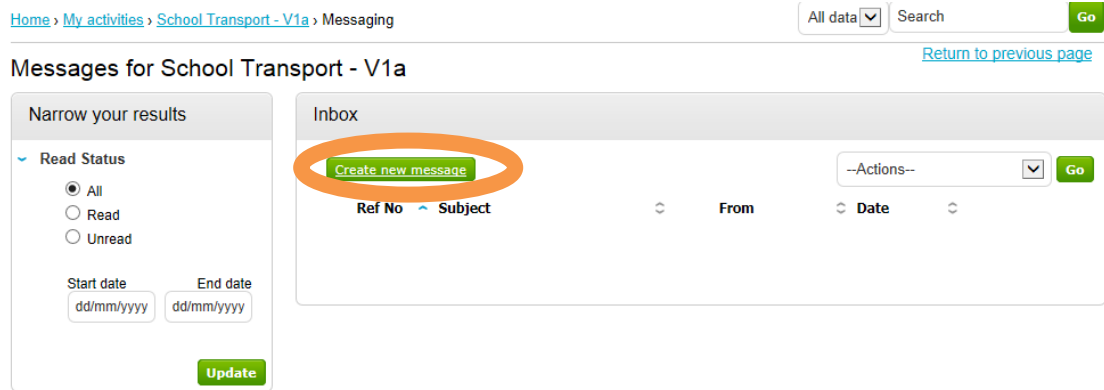 Home › My activities › School Transport - V1a › Messaging
All data Search Go
Return to previous page
Messages for School Transport - V1a
Narrow your results
Read Status
All
Read
Unread
Start date End date
dd/mm/yyyy dd/mm/yyyy
Update
Inbox
Create new message
--Actions-- Go
Ref No Subject From Date